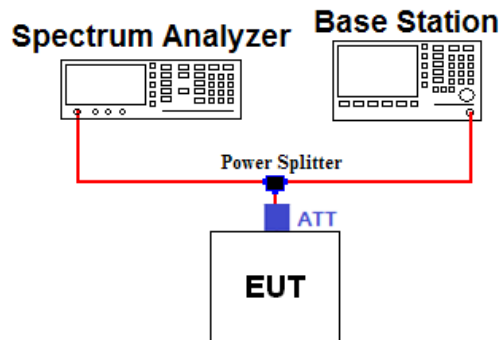 Spectrum Analyzer
Base Station
Power Splitter
ATT
EUT